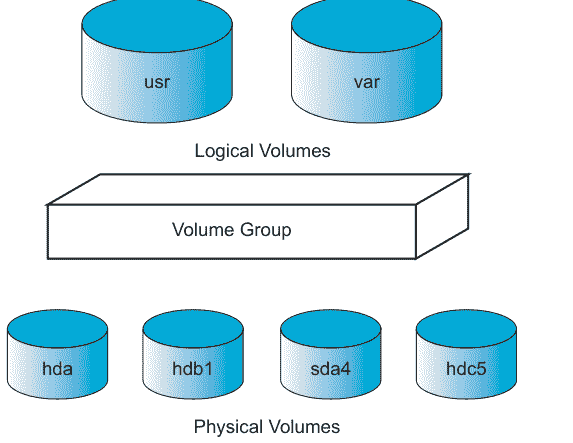 usr
var
Logical Volumes
Volume Group
hda
hdb1
sda4
hdc5
Physical Volumes